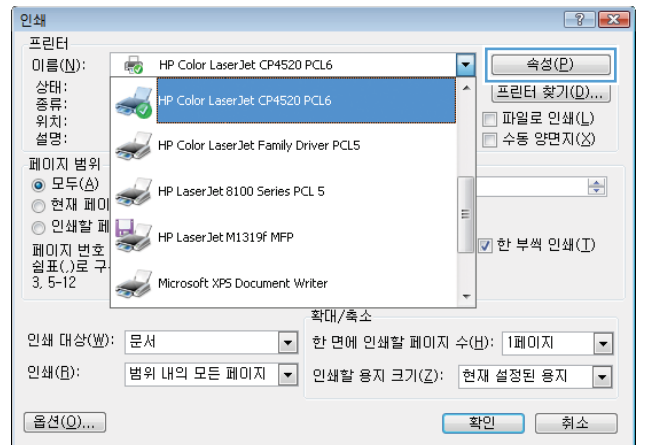 인쇄
프린터
이름(N): HP Color LaserJet CP4520 PCL6 속성(P)
상태: HP Color LaserJet CP4520 PCL6 프린터 찾기(D)...
종류:
위치: 파일로 인쇄(L)
설명: HP Color LaserJet Family Driver PCL5 수동 양면지(X)
페이지 범위
모두(A) HP LaserJet 8100 Series PCL 5
현재 페이
인쇄할 페
페이지 번호 HP LaserJet M1319f MFP 한 부씩 인쇄(T)
쉼표(,)로 구
3, 5-12 Microsoft XPS Document Writer
확대/축소
인쇄 대상(W): 문서 한 면에 인쇄할 페이지 수(H): 1페이지
인쇄(R): 범위 내의 모든 페이지 인쇄할 용지 크기(Z): 현재 설정된 용지
옵션(O)... 확인 취소